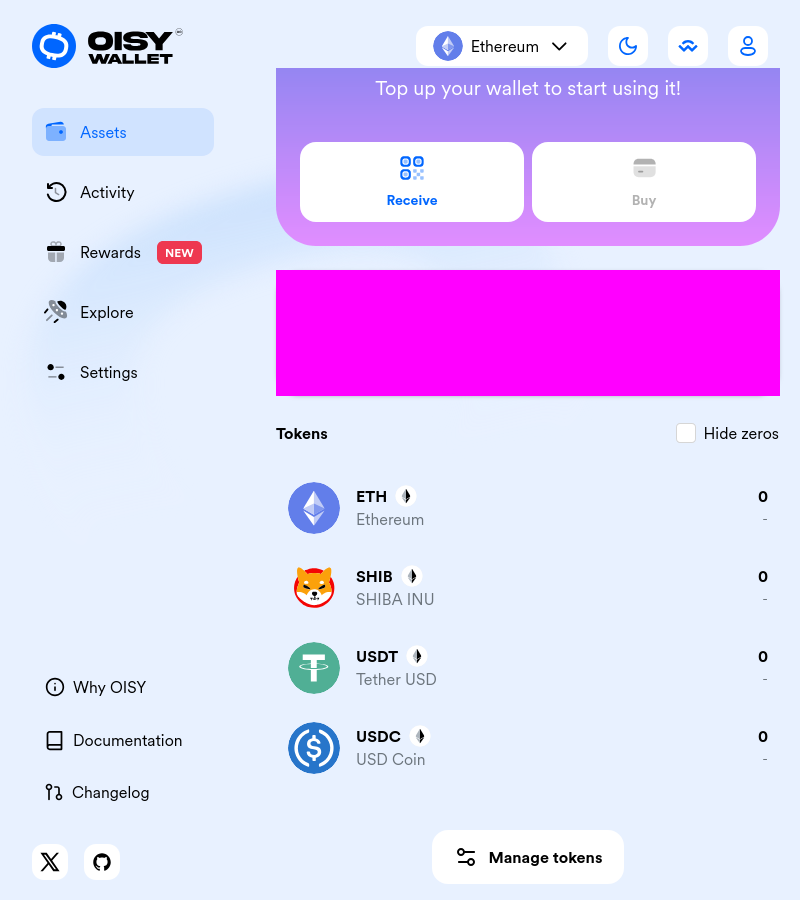 OISY
WALLET
Ethereum
Top up your wallet to start using it!
Assets
Receive
Buy
Activity
Rewards NEW
Explore
Settings
Tokens
Hide zeros
ETH
0
Ethereum
-
SHIB
0
SHIBA INU
-
USDT
0
Tether USD
-
USDC
0
USD Coin
-
Why OISY
Documentation
Changelog
Manage tokens